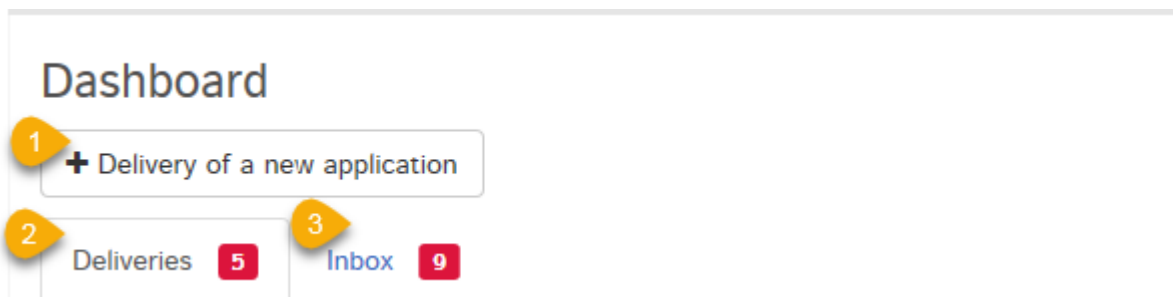 Dashboard
1
+ Delivery of a new application
2 3
Deliveries 5 Inbox 9